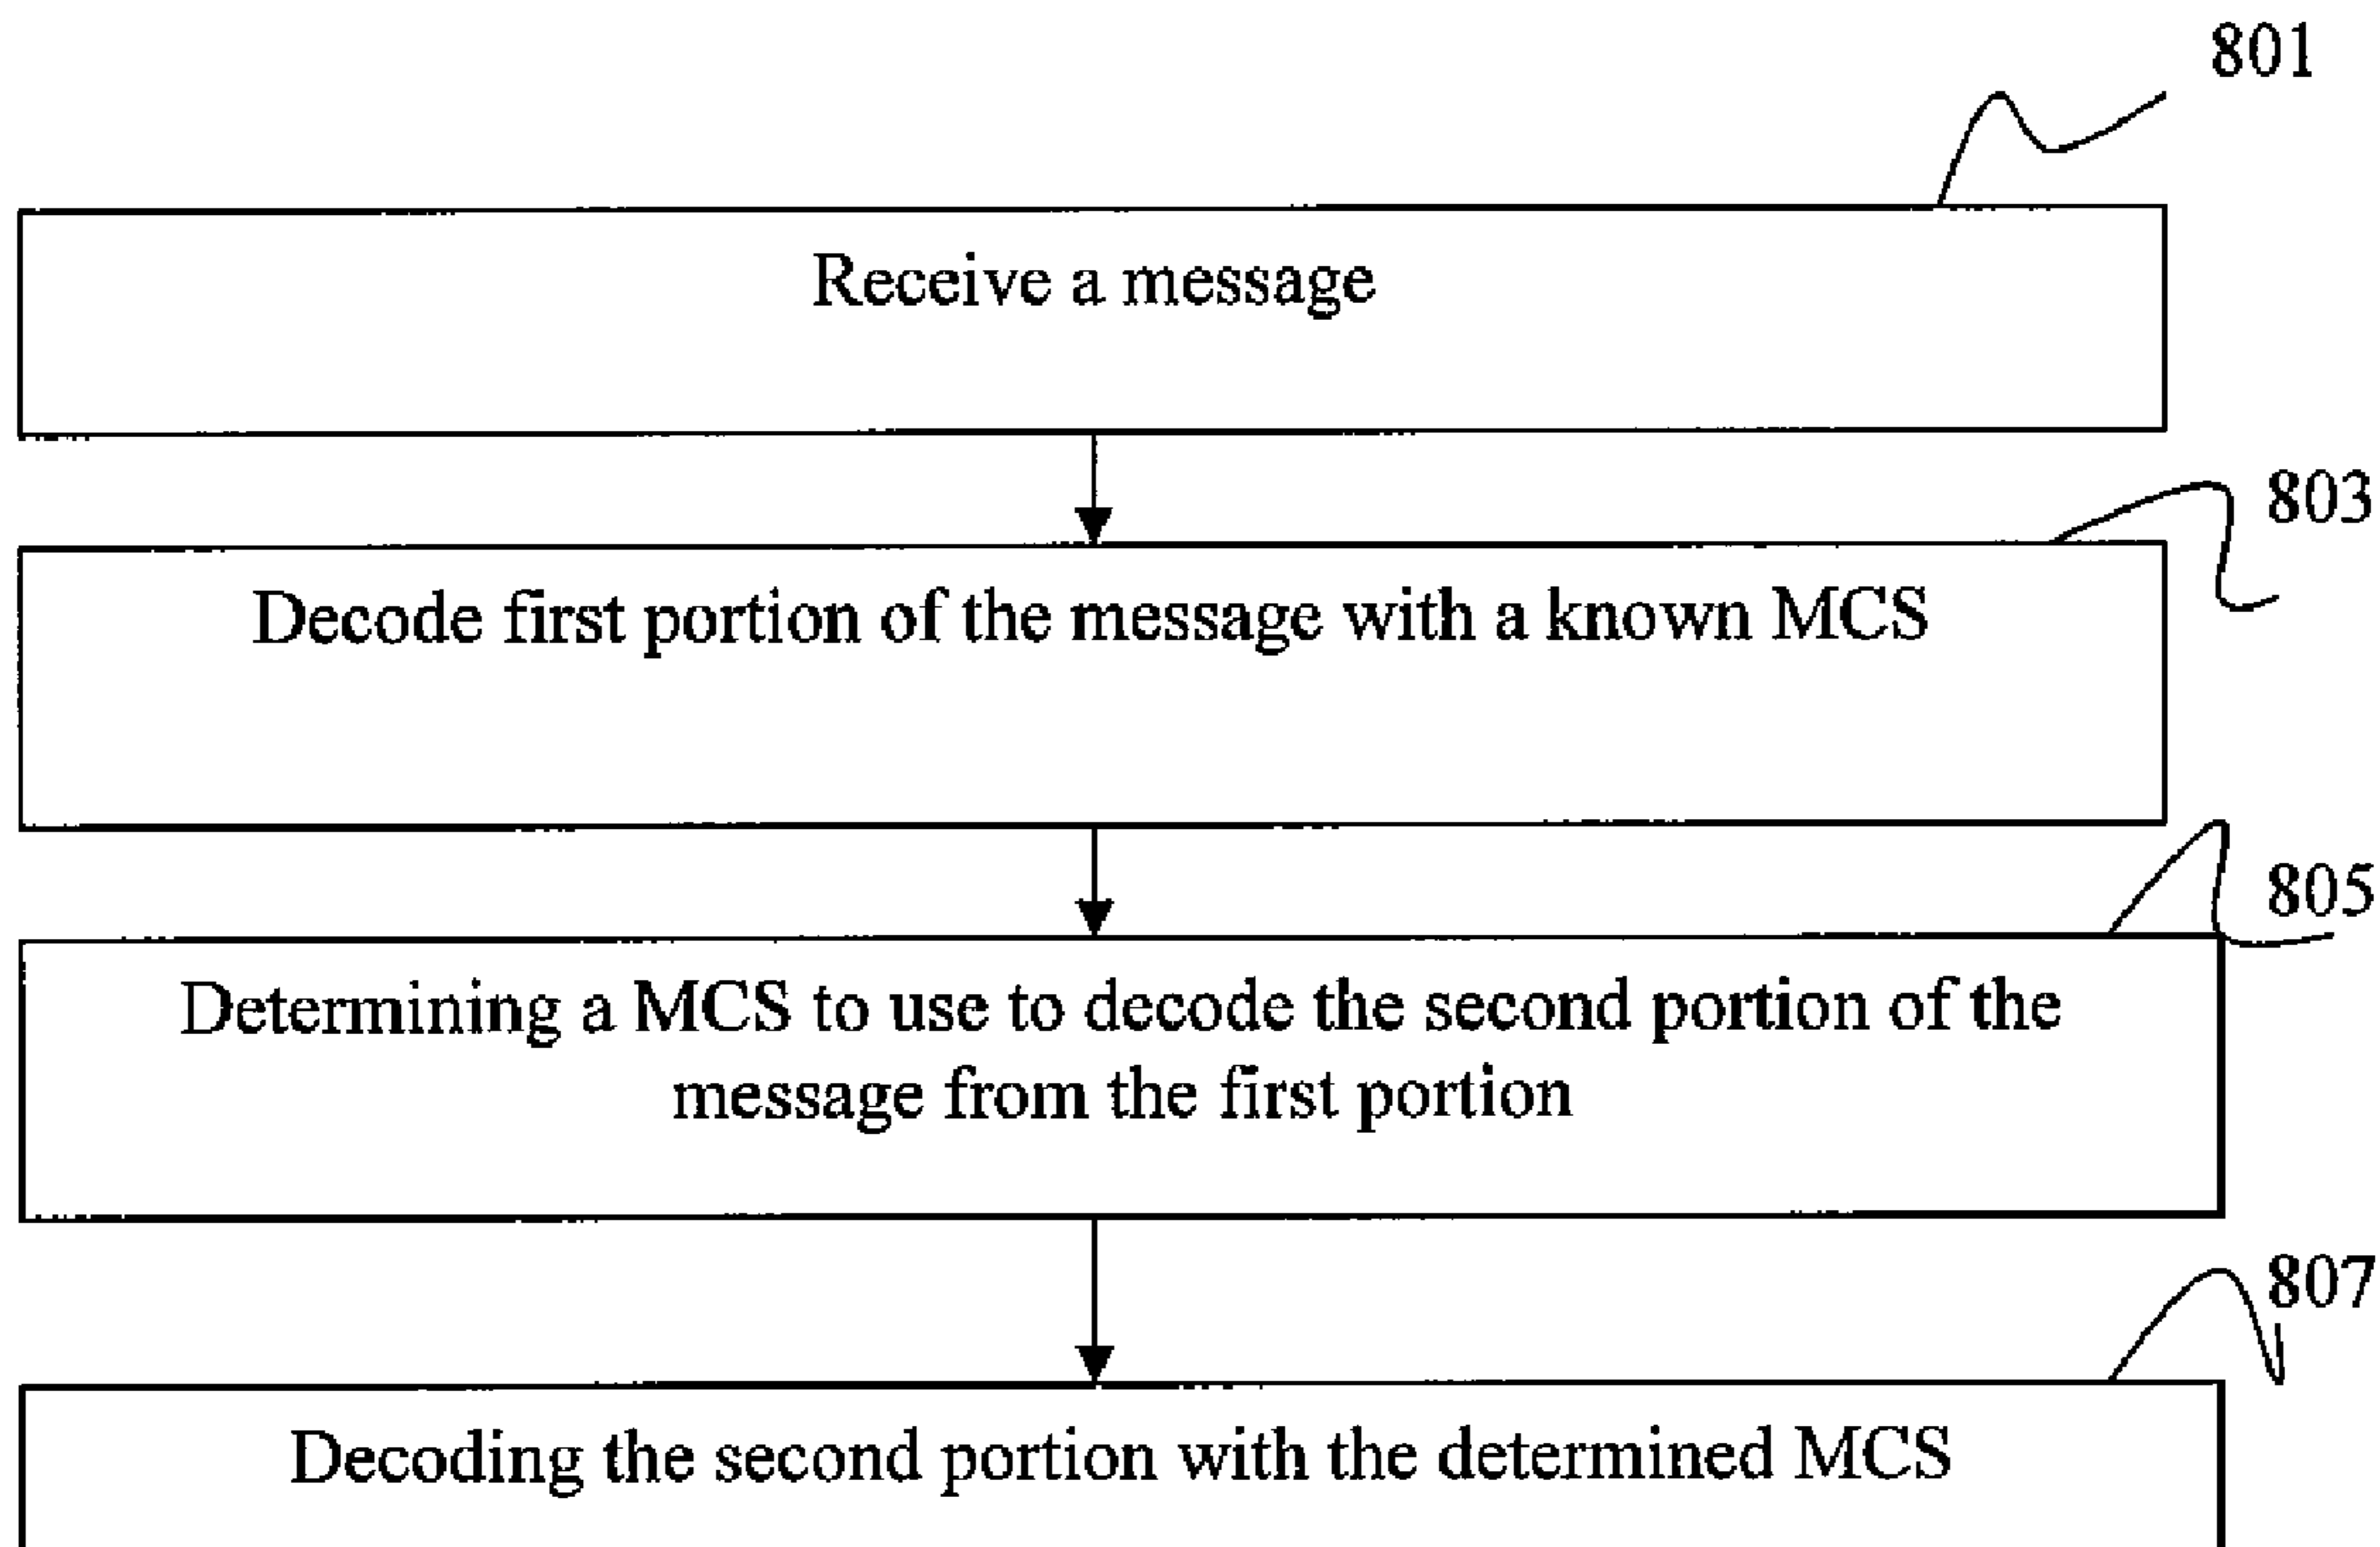 801
Receive a message
803
Decode first portion of the message with a known MCS
805
Determining a MCS to use to decode the second portion of the
message from the first portion
807
Decoding the second portion with the determined MCS